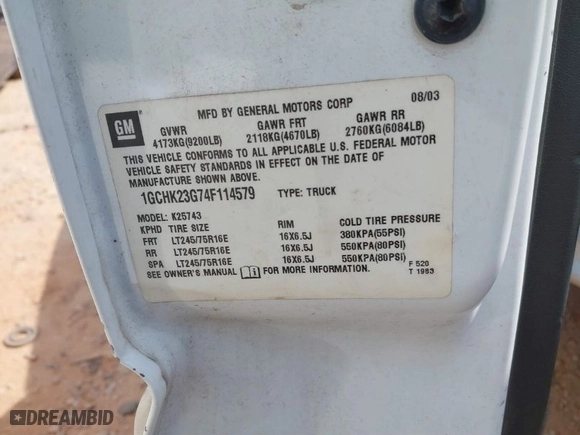 MFD BY GENERAL MOTORS CORP 08/03
GM
GVWR GAWR FRT GAWR RR
4173KG(9200LB) 2118KG(4670LB) 2760KG(6084LB)
THIS VEHICLE CONFORMS TO ALL APPLICABLE U.S. FEDERAL MOTOR
VEHICLE SAFETY STANDARDS IN EFFECT ON THE DATE OF
MANUFACTURE SHOWN ABOVE.
1GCHK23G74F114579 TYPE: TRUCK
MODEL: K25743
KPHD TIRE SIZE RIM COLD TIRE PRESSURE
FRT LT245/75R16E 16X6.5J 380KPA(55PSI)
RR LT245/75R16E 16X6.5J 550KPA(80PSI)
SPA LT245/75R16E 16X6.5J 550KPA(80PSI)
SEE OWNER'S MANUAL FOR MORE INFORMATION.
F 520
T 1983
DREAMBID